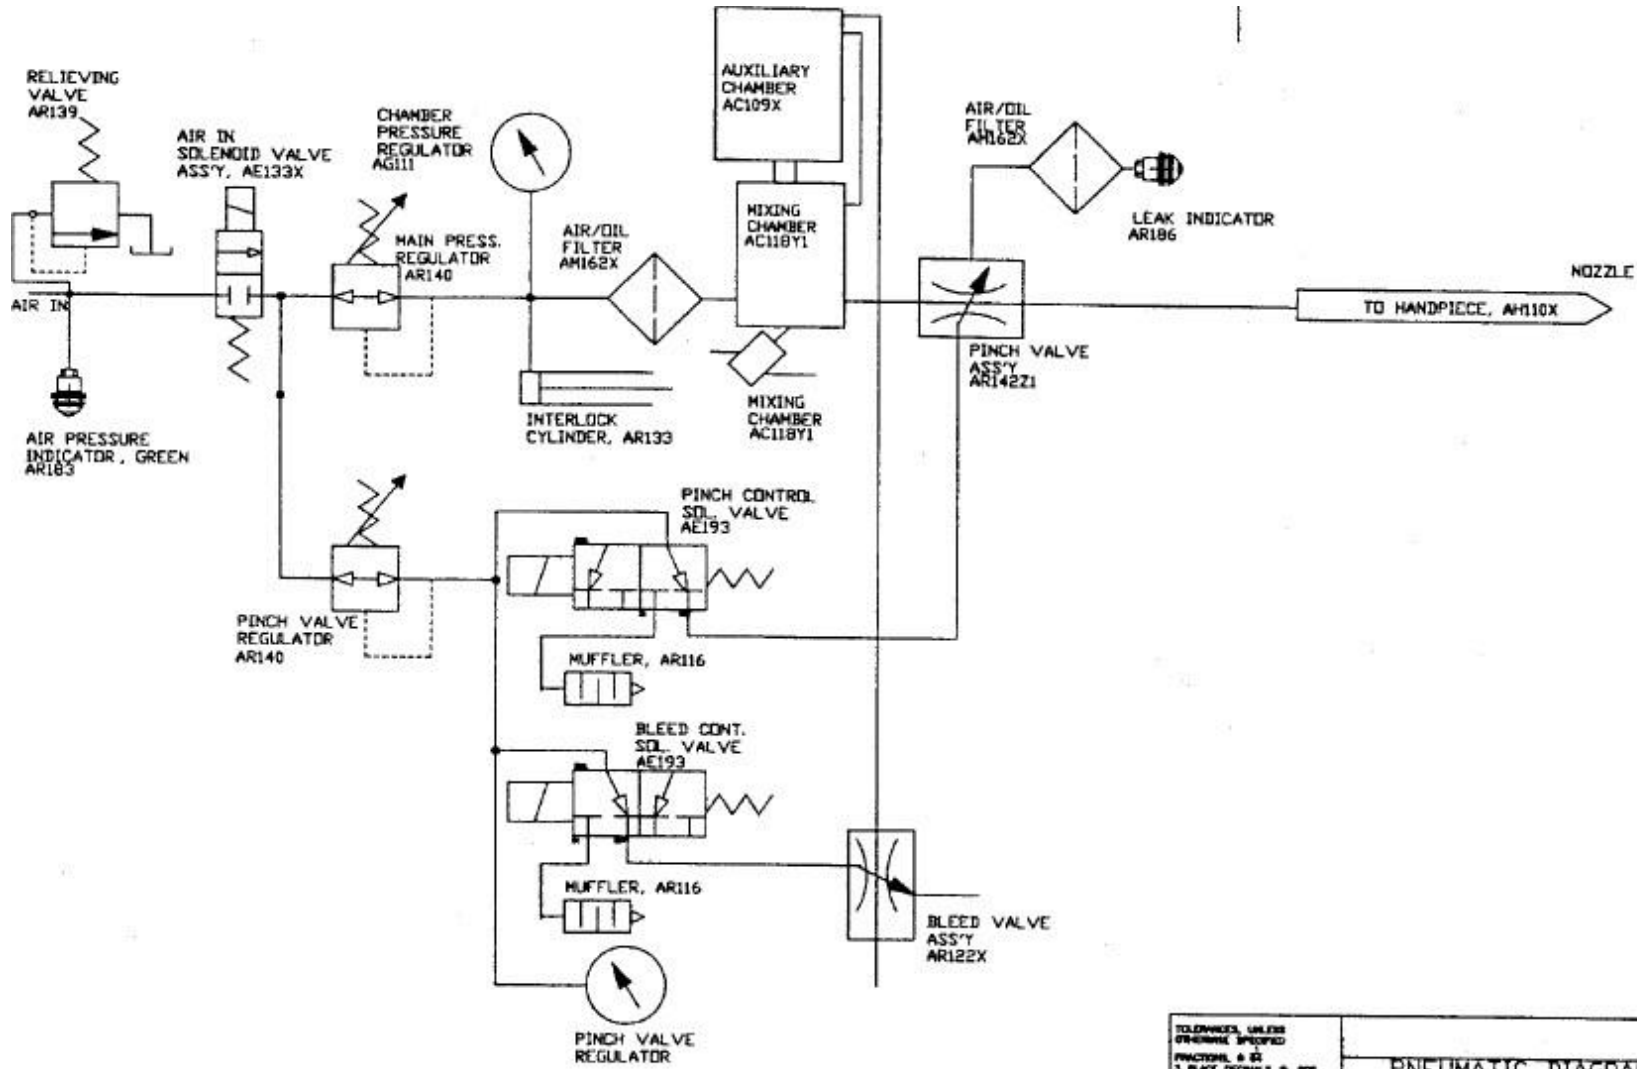 RELIEVING
VALVE
AR139
AIR IN
SOLENOID VALVE
ASS'Y, AE133X
CHAMBER
PRESSURE
REGULATOR
AG111
AUXILIARY
CHAMBER
AC109X
AIR/OIL
FILTER
AM162X
LEAK INDICATOR
AR186
MAIN PRESS.
REGULATOR
AR140
AIR/OIL
FILTER
AM162X
MIXING
CHAMBER
AC118Y1
NOZZLE
AIR IN
TO HANDPIECE, AH110X
PINCH VALVE
ASS'Y
AR142Z1
MIXING
CHAMBER
AC118Y1
INTERLOCK
CYLINDER, AR133
AIR PRESSURE
INDICATOR, GREEN
AR183
PINCH CONTROL
SOL. VALVE
AE193
PINCH VALVE
REGULATOR
AR140
MUFFLER, AR116
BLEED CONT.
SOL. VALVE
AE193
MUFFLER, AR116
BLEED VALVE
ASS'Y
AR122X
PINCH VALVE
REGULATOR
TOLERANCES, UNLESS
OTHERWISE SPECIFIED
PNEUMATIC DIAGRA